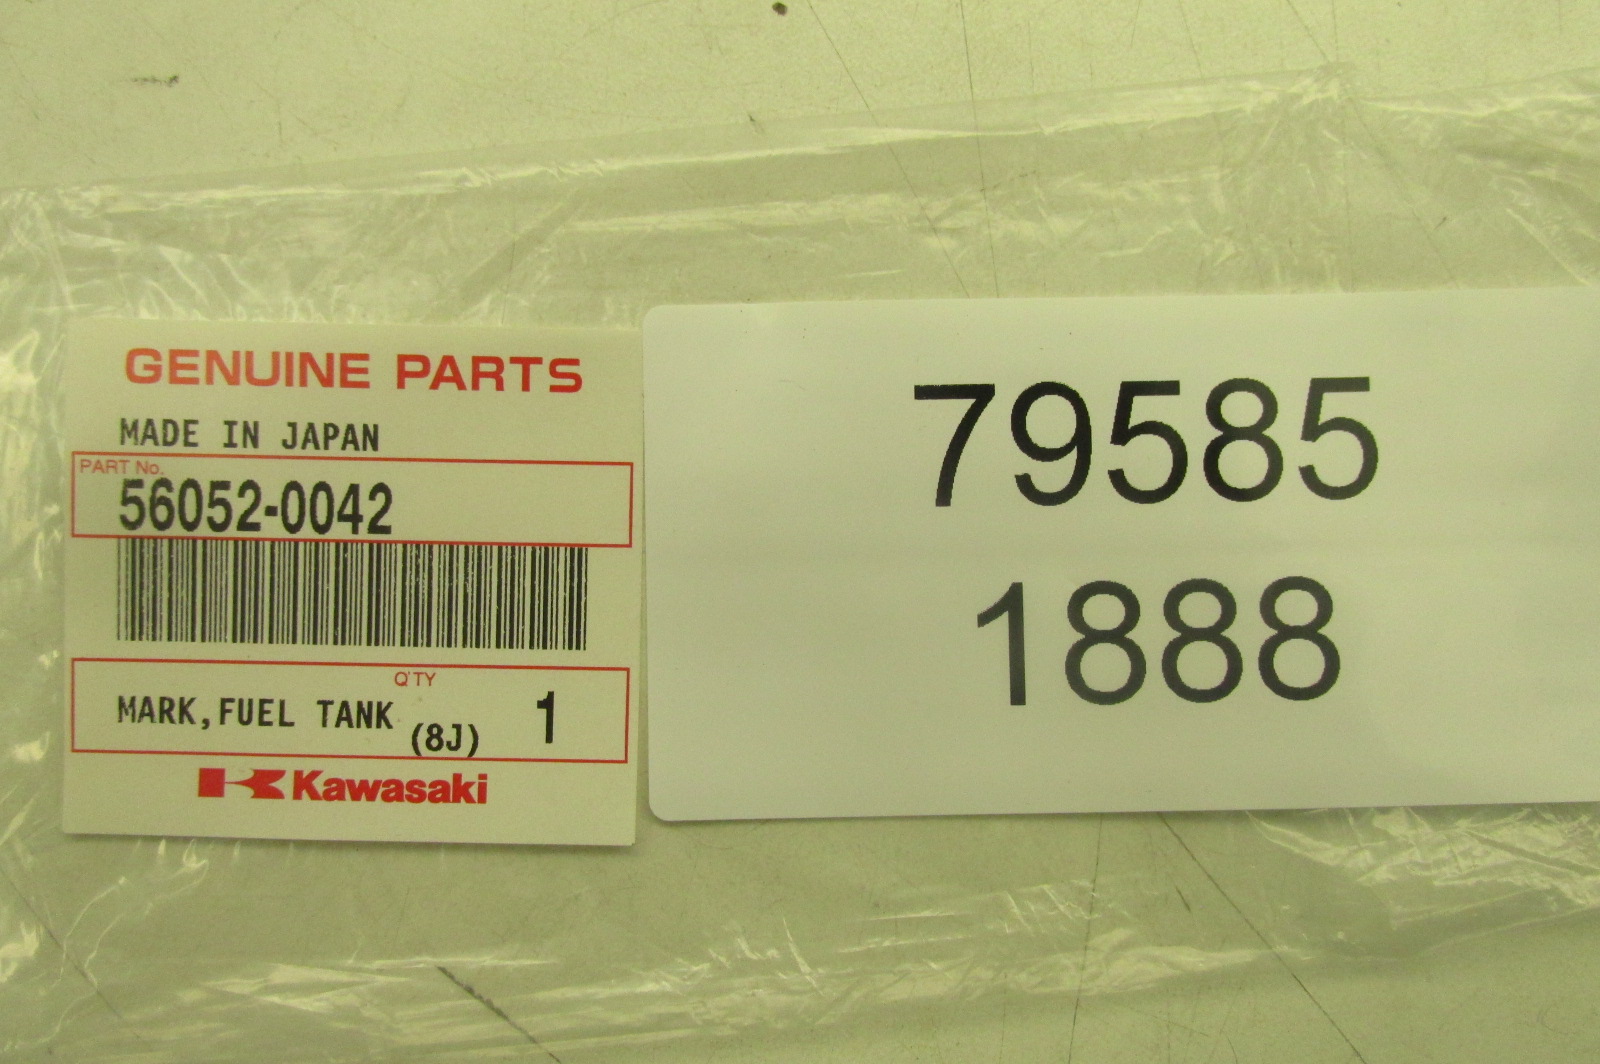 GENUINE PARTS
MADE IN JAPAN
PART No.
56052-0042
Q'TY
MARK,FUEL TANK (8J) 1
Kawasaki
79585
1888